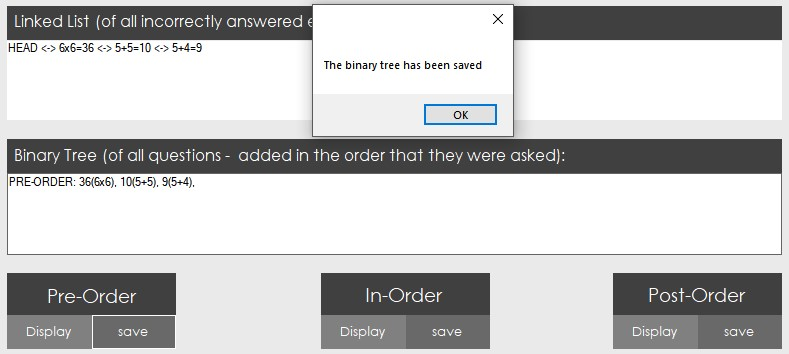 Linked List (of all incorrectly answered
HEAD <-> 6x6=36 <-> 5+5=10 <-> 5+4=9
The binary tree has been saved
OK
Binary Tree (of all questions - added in the order that they were asked):
PRE-ORDER: 36(6x6), 10(5+5), 9(5+4),
Pre-Order
In-Order
Post-Order
Display
save
Display
save
Display
save